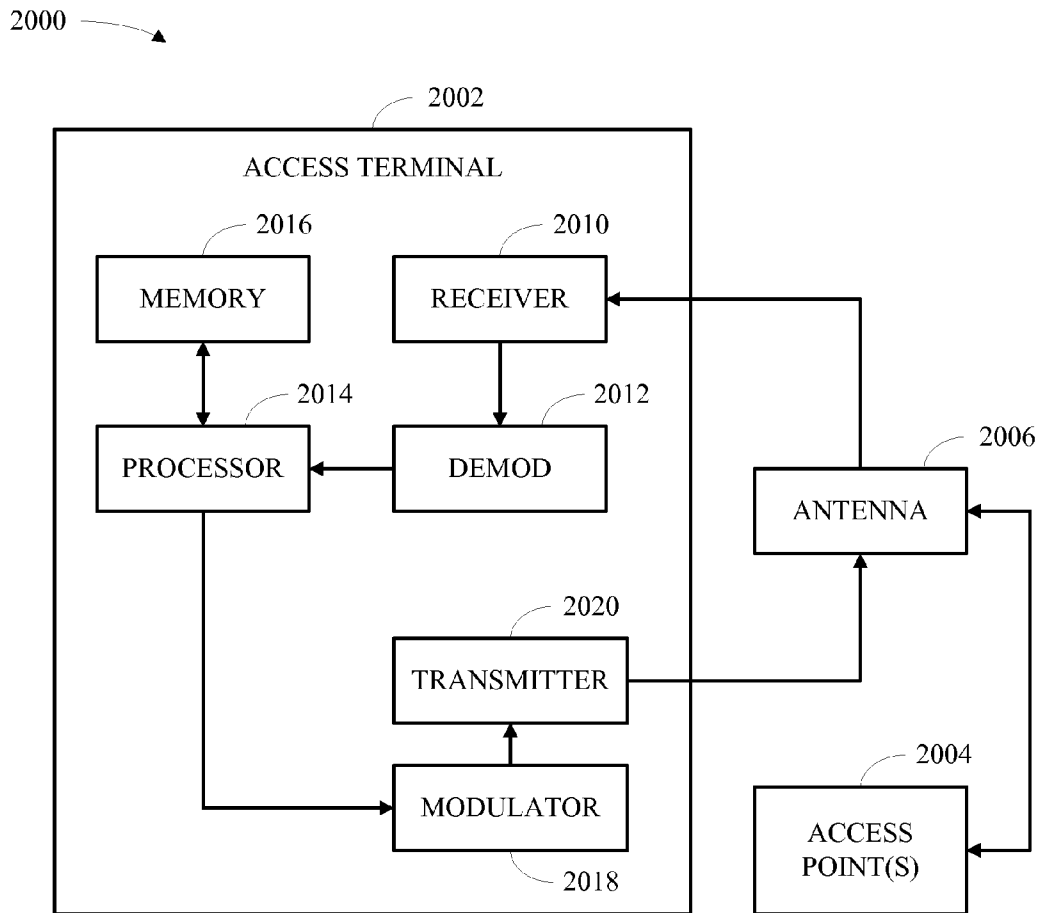 2000
2002
ACCESS TERMINAL
2016
2010
MEMORY
RECEIVER
2014
2012
PROCESSOR
DEMOD
2006
ANTENNA
2020
TRANSMITTER
2004
MODULATOR
ACCESS
POINT(S)
2018